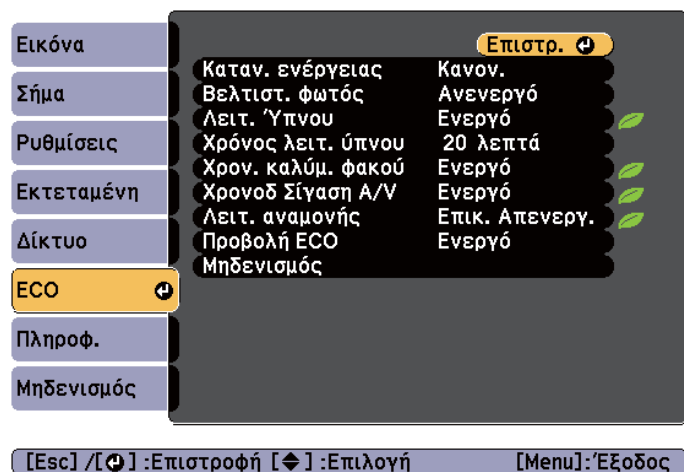 Εικόνα
Σήμα
Ρυθμίσεις
Εκτεταμένη
Δίκτυο
ECO
Πληροφ.
Μηδενισμός
Επιστρ.
Καταν. ενέργειας Κανον.
Βελτιστ. φωτός Ανενεργό
Λειτ. Ύπνου Ενεργό
Χρόνος λειτ. ύπνου 20 λεπτά
Χρον. καλύμ. φακού Ενεργό
Χρονοδ Σίγαση A/V Ενεργό
Λειτ. αναμονής Επικ. Απενεργ.
Προβολή ECO Ενεργό
Μηδενισμός
[Esc] /[ ] :Επιστροφή [ ] :Επιλογή [Menu]:Έξοδος